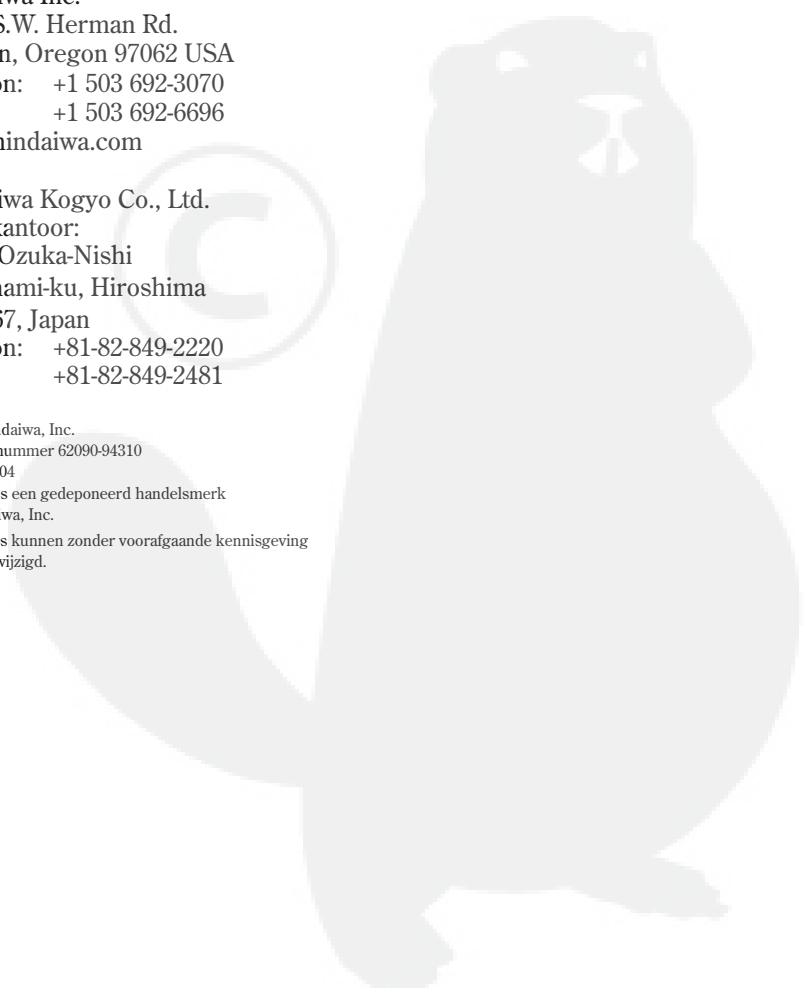 iwa Inc.
S.W. Herman Rd.
n, Oregon 97062 USA
on: +1 503 692-3070
+1 503 692-6696
hindaiwa.com
iwa Kogyo Co., Ltd.
kantoor:
Ozuka-Nishi
nami-ku, Hiroshima
67, Japan
on: +81-82-849-2220
+81-82-849-2481
©
daiwa, Inc.
nummer 62090-94310
04
s een gedeponeerd handelsmerk
iwa, Inc.
s kunnen zonder voorafgaande kennisgeving
wijzigd.